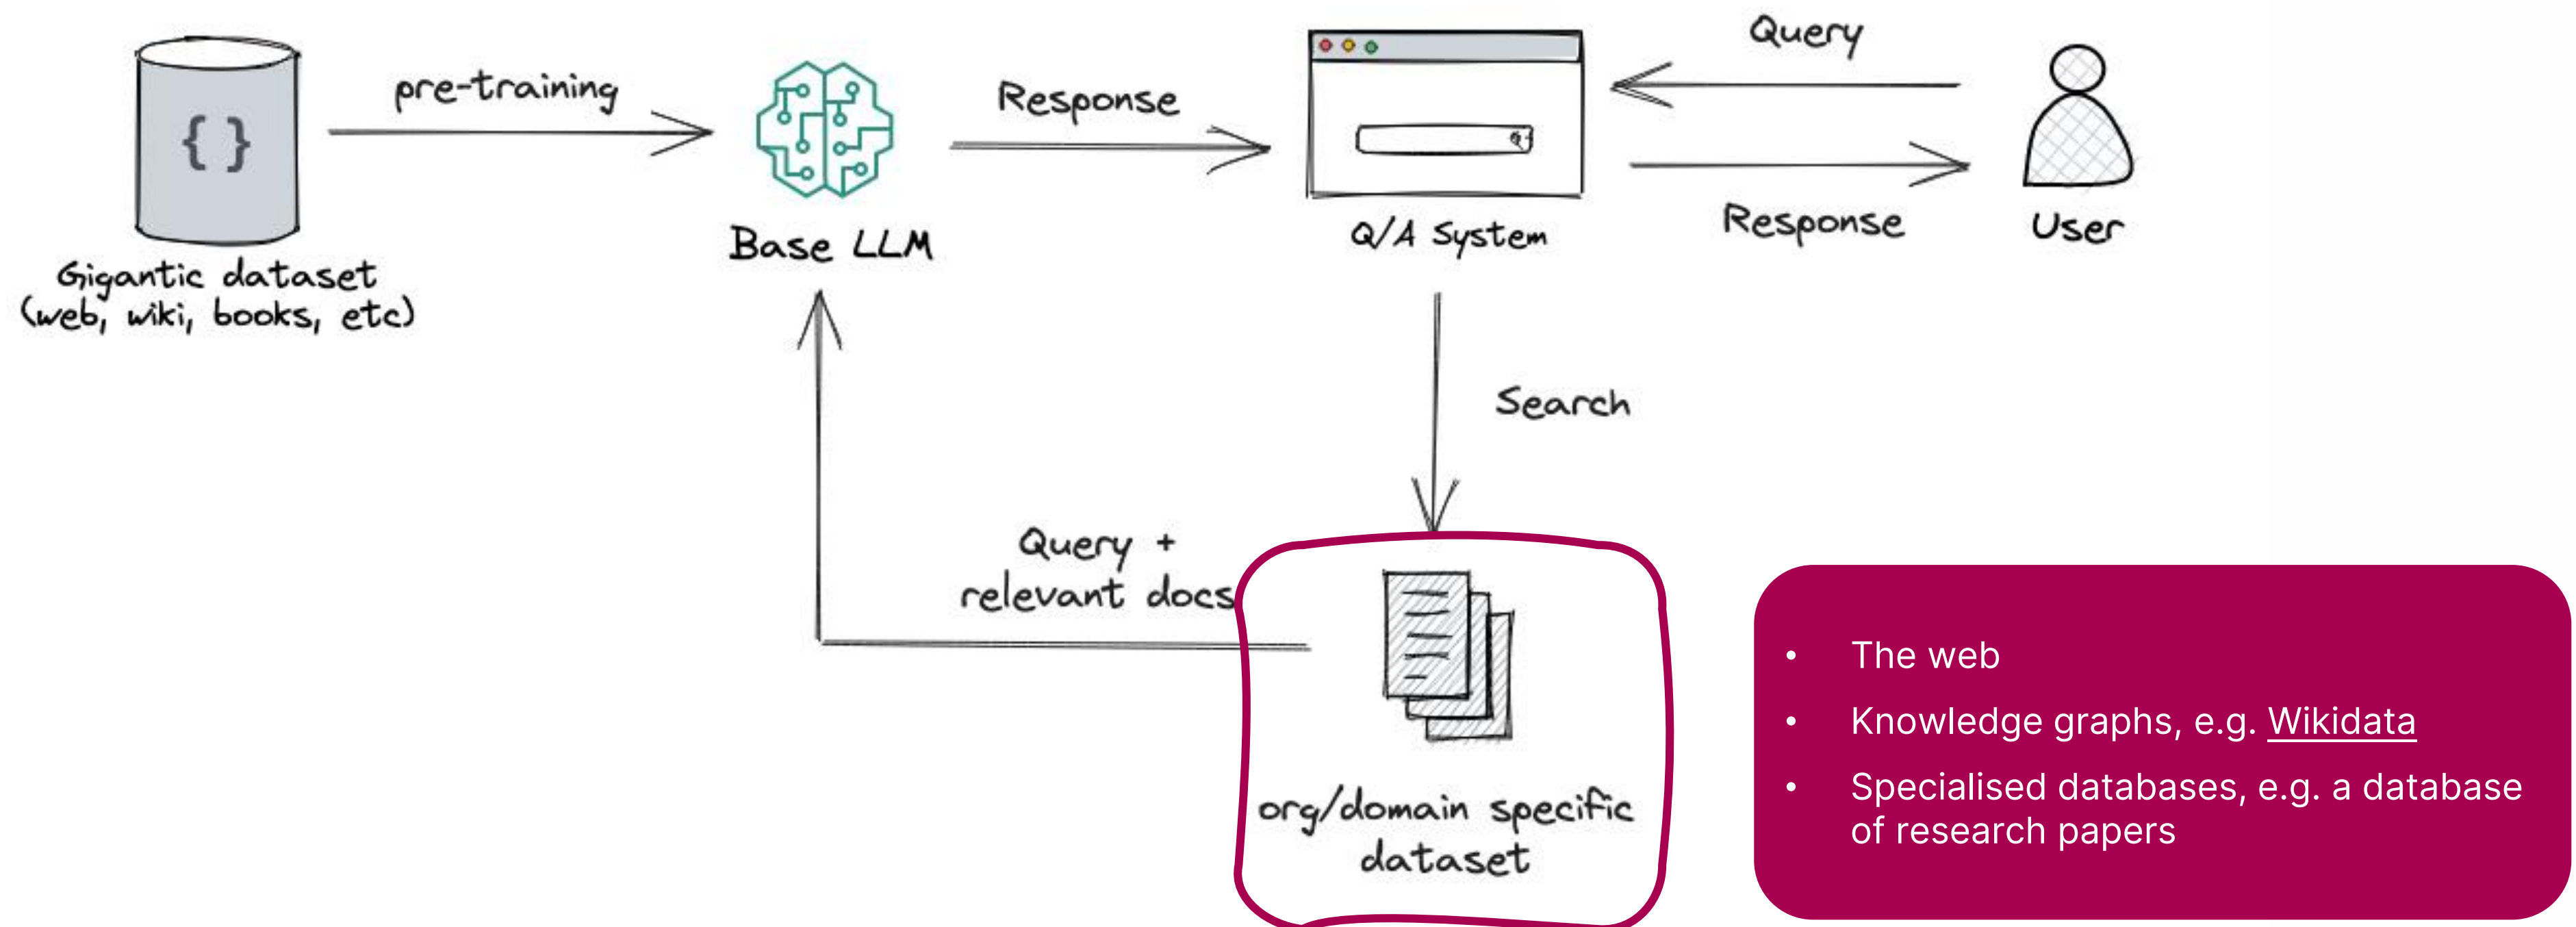 pre-training
Response
Query
Response
{ }
Base LLM
Q/A System
User
Gigantic dataset
(web, wiki, books, etc)
Search
Query +
relevant docs
org/domain specific
dataset
• The web
• Knowledge graphs, e.g. Wikidata
• Specialised databases, e.g. a database
of research papers